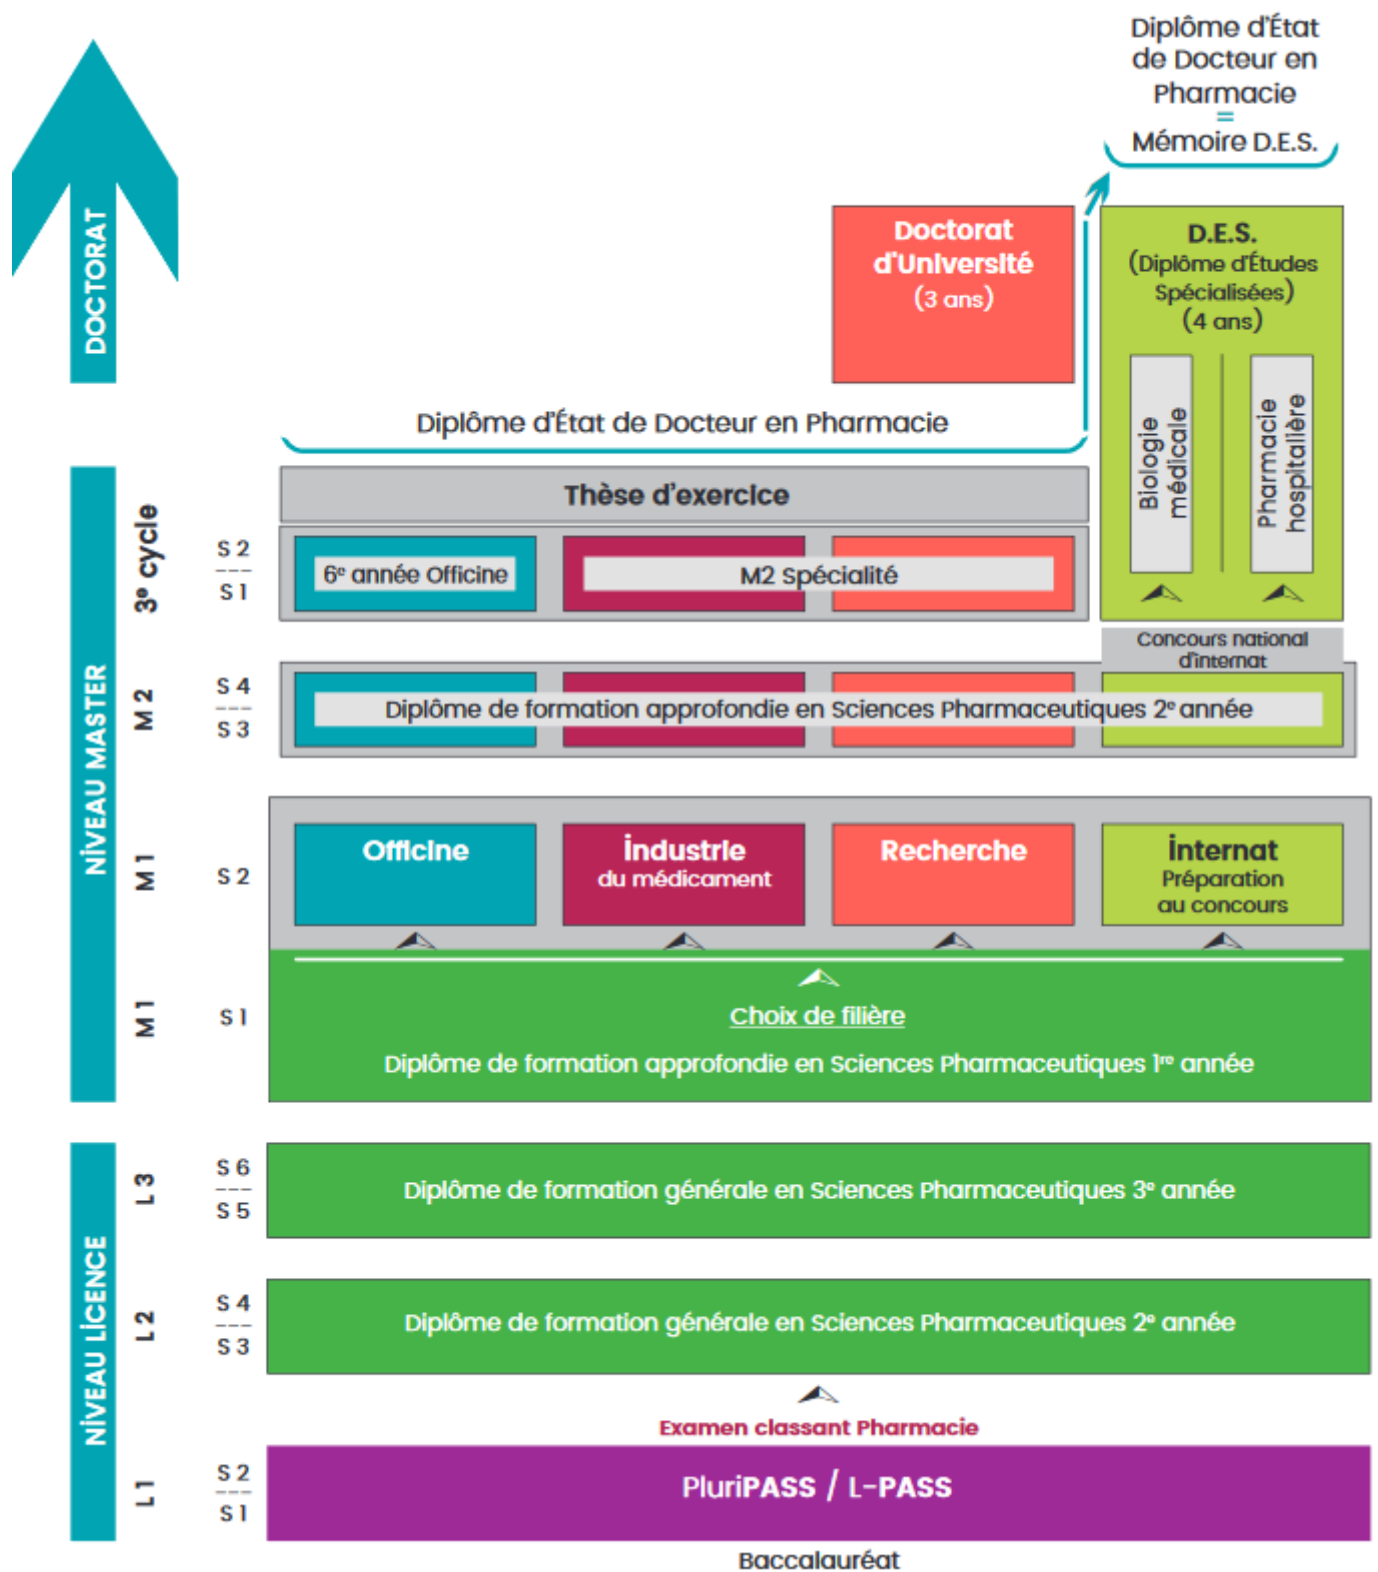 Diplôme d'État
de Docteur en
Pharmacie
=
Mémoire D.E.S.
DOCTORAT
Doctorat
d'Université
(3 ans)
D.E.S.
(Diplôme d'Études
Spécialisées)
(4 ans)
Biologie
médicale
Pharmacie
hospitalière
Diplôme d'État de Docteur en Pharmacie
NIVEAU MASTER
3e cycle
Thèse d'exercice
S 2
S 1
6e année Officine
M2 Spécialité
Concours national
d'internat
M 2
S 4
S 3
Diplôme de formation approfondie en Sciences Pharmaceutiques 2e année
M 1
S 2
Officine
Industrie
du médicament
Recherche
Internat
Préparation
au concours
M 1
S 1
Choix de filière
Diplôme de formation approfondie en Sciences Pharmaceutiques 1re année
NIVEAU LICENCE
L3
S 6
S 5
Diplôme de formation générale en Sciences Pharmaceutiques 3e année
L2
S 4
S 3
Diplôme de formation générale en Sciences Pharmaceutiques 2e année
Examen classant Pharmacie
L1
S 2
S 1
PluriPASS / L-PASS
Baccalauréat